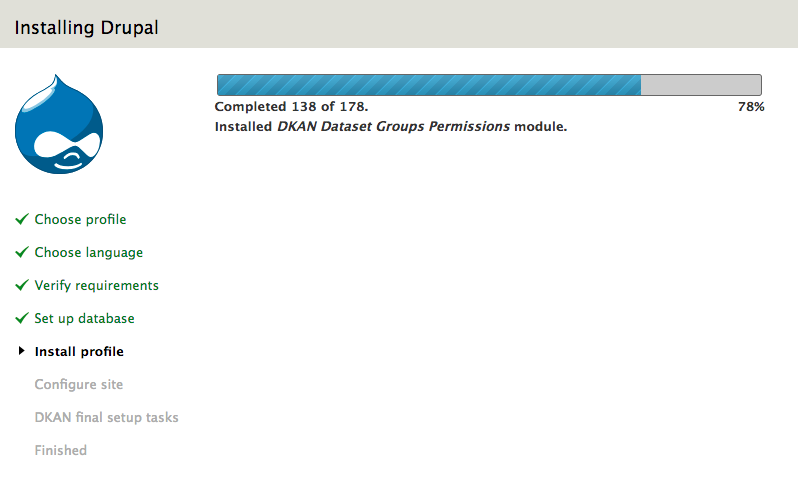 Installing Drupal
Completed 138 of 178.
78%
Installed DKAN Dataset Groups Permissions module.
Choose profile
Choose language
Verify requirements
Set up database
Install profile
Configure site
DKAN final setup tasks
Finished